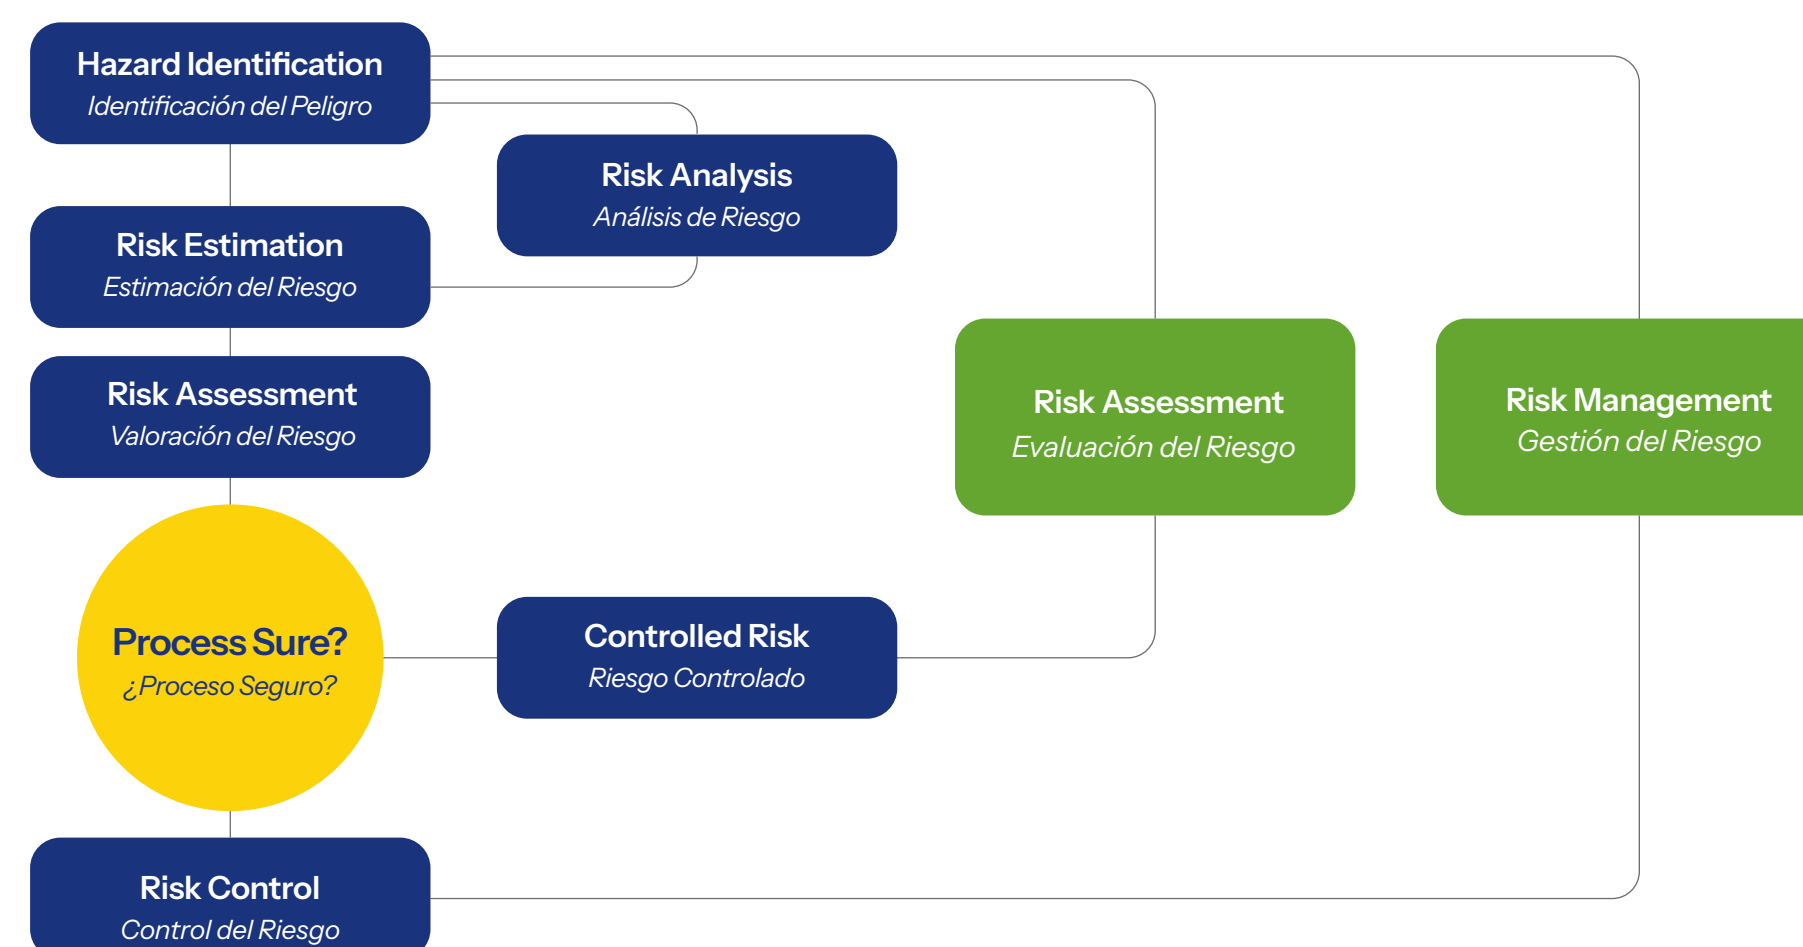 Hazard Identification
Identificación del Peligro
Risk Analysis
Análisis de Riesgo
Risk Estimation
Estimación del Riesgo
Risk Assessment
Valoración del Riesgo
Risk Assessment
Evaluación del Riesgo
Risk Management
Gestión del Riesgo
Process Sure?
¿Proceso Seguro?
Controlled Risk
Riesgo Controlado
Risk Control
Control del Riesgo